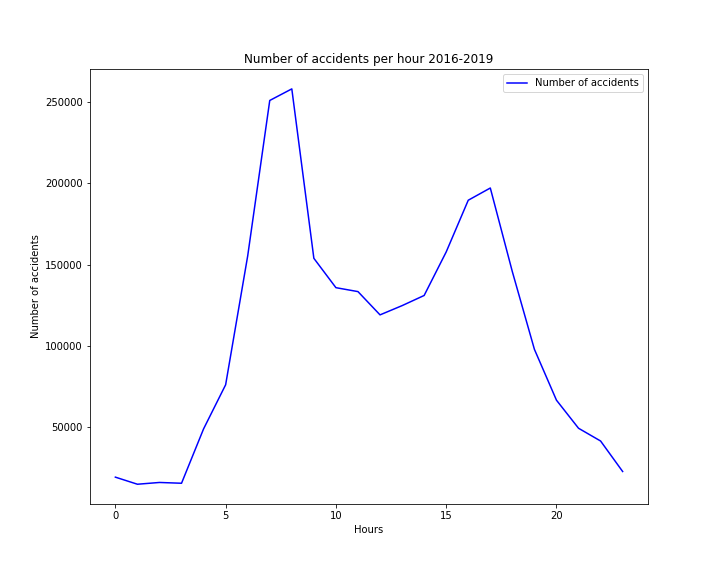 Number of accidents per hour 2016-2019
Number of accidents
250000
200000
150000
100000
50000
Number of accidents
0 5 10 15 20
Hours